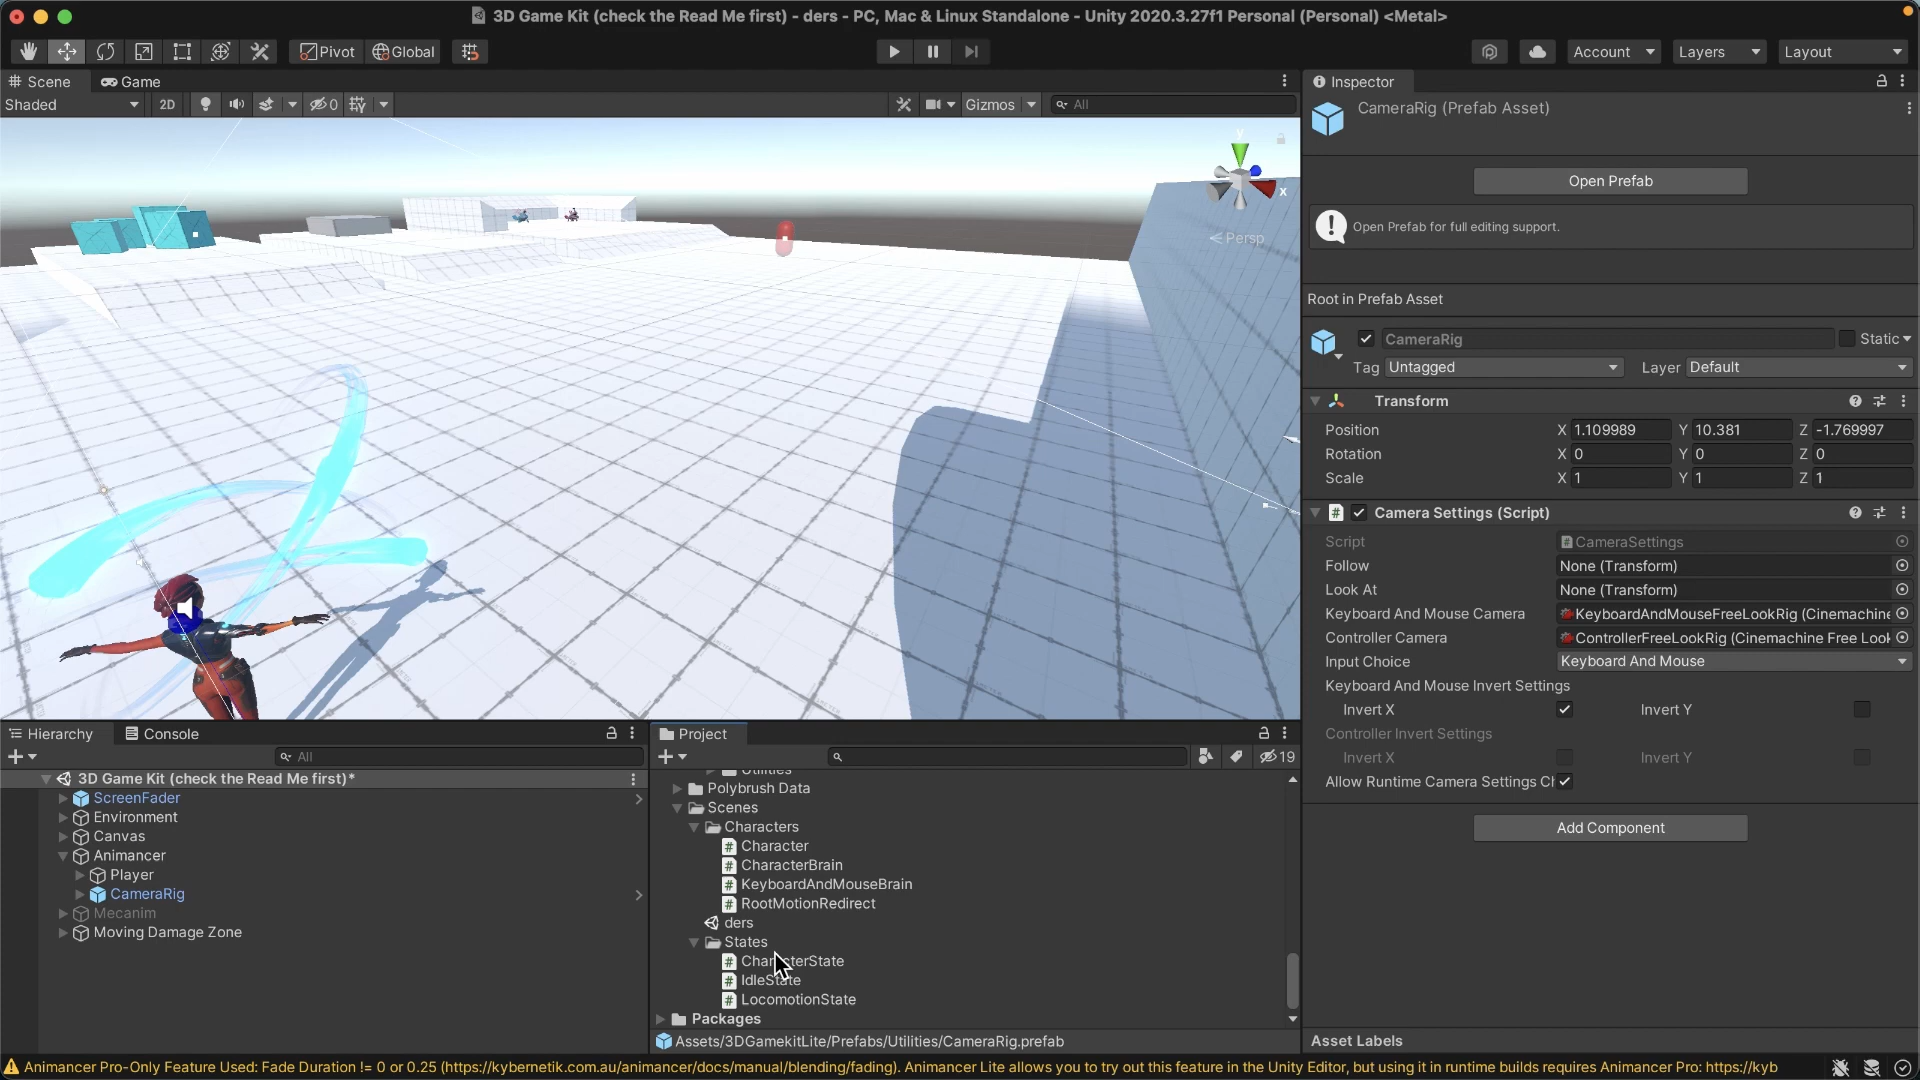 3D Game Kit (check the Read Me first) - ders - PC, Mac & Linux Standalone - Unity 2020.3.27f1 Personal (Personal) <Metal>
Pivot Global Account Layers Layout
Scene Game
Shaded 2D 0 Gizmos All
y
x
Persp
Inspector
CameraRig (Prefab Asset)
Open Prefab
Open Prefab for full editing support.
Root in Prefab Asset
CameraRig Static
Tag Untagged Layer Default
Transform
Position X 1.109989 Y 10.381 Z -1.769997
Rotation X 0 Y 0 Z 0
Scale X 1 Y 1 Z 1
# Camera Settings (Script)
Script # CameraSettings
Follow None (Transform)
Look At None (Transform)
Keyboard And Mouse Camera KeyboardAndMouseFreeLookRig (Cinemachine
Controller Camera ControllerFreeLookRig (Cinemachine Free Look
Input Choice Keyboard And Mouse
Keyboard And Mouse Invert Settings
Invert X Invert Y
Controller Invert Settings
Invert X Invert Y
Allow Runtime Camera Settings Ch
Add Component
Asset Labels
Hierarchy Console
+ All
3D Game Kit (check the Read Me first)*
ScreenFader
Environment
Canvas
Animancer
Player
CameraRig
Mecanim
Moving Damage Zone
Project
+ 19
Utilities
Polybrush Data
Scenes
Characters
# Character
# CharacterBrain
# KeyboardAndMouseBrain
# RootMotionRedirect
ders
States
# CharacterState
# IdleState
# LocomotionState
Packages
Assets/3DGamekitLite/Prefabs/Utilities/CameraRig.prefab
Animancer Pro-Only Feature Used: Fade Duration != 0 or 0.25 (https://kybernetik.com.au/animancer/docs/manual/blending/fading). Animancer Lite allows you to try out this feature in the Unity Editor, but using it in runtime builds requires Animancer Pro: https://kyb